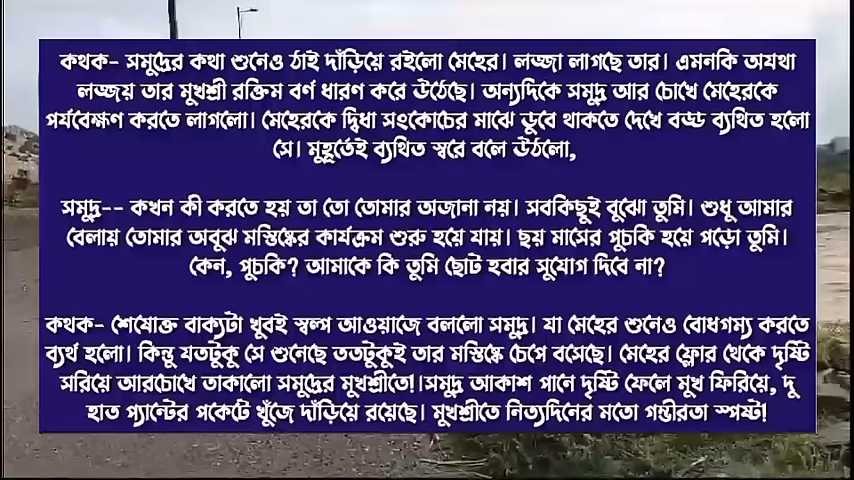 কথক- সমুদ্রের কথা শুনেও ঠাই দাঁড়িয়ে রইলো মেহের। লজ্জা লাগছে তার। এমনকি অযথা
লজ্জয় তার মুখশ্রী রক্তিম বর্ণ ধারণ করে উঠেছে। অন্যদিকে সমুদ্র আর চোখে মেহেরকে
পর্যবেক্ষণ করতে লাগলো। মেহেরকে দ্বিধা সংকোচের মাঝে ডুবে থাকতে দেখে বড্ড ব্যথিত হলো
সে। মুহূর্তেই ব্যথিত স্বরে বলে উঠলো,
সমুদ্র-- কখন কী করতে হয় তা তো তোমার অজানা নয়। সবকিছুই বুঝো তুমি। শুধু আমার
বেলায় তোমার অবুঝ মস্তিষ্কের কার্যক্রম শুরু হয়ে যায়। ছয় মাসের পুচকি হয়ে পড়ো তুমি।
কেন, পুচকি? আমাকে কি তুমি ছোট হবার সুযোগ দিবে না?
কথক- শেষোক্ত বাক্যটা খুবই স্বল্প আওয়াজে বললো সমুদ্র। যা মেহের শুনেও বোধগম্য করতে
ব্যর্থ হলো। কিন্তু যতটুকু সে শুনেছে ততটুকুই তার মস্তিষ্কে চেপে বসেছে। মেহের ফ্লোর থেকে দৃষ্টি
সরিয়ে আরচোখে তাকালো সমুদ্রের মুখশ্রীতে!।সমুদ্র আকাশ পানে দৃষ্টি ফেলে মুখ ফিরিয়ে, দু
হাত প্যান্টের পকেটে খুঁজে দাঁড়িয়ে রয়েছে। মুখশ্রীতে নিত্যদিনের মতো গম্ভীরতা স্পষ্ট!